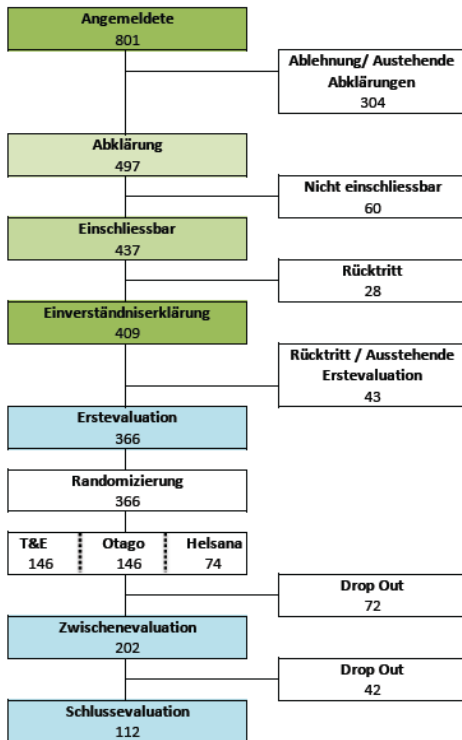 Angemeldete
801
Ablehnung/ Austehende
Abklärungen
304
Abklärung
497
Nicht einschliessbar
60
Einschliessbar
437
Rücktritt
28
Einverständniserklärung
409
Rücktritt / Ausstehende
Erstevaluation
43
Erstevaluation
366
Randomizierung
366
T&E Otago Helsana
146 146 74
Drop Out
72
Zwischenevaluation
202
Drop Out
42
Schlussevaluation
112